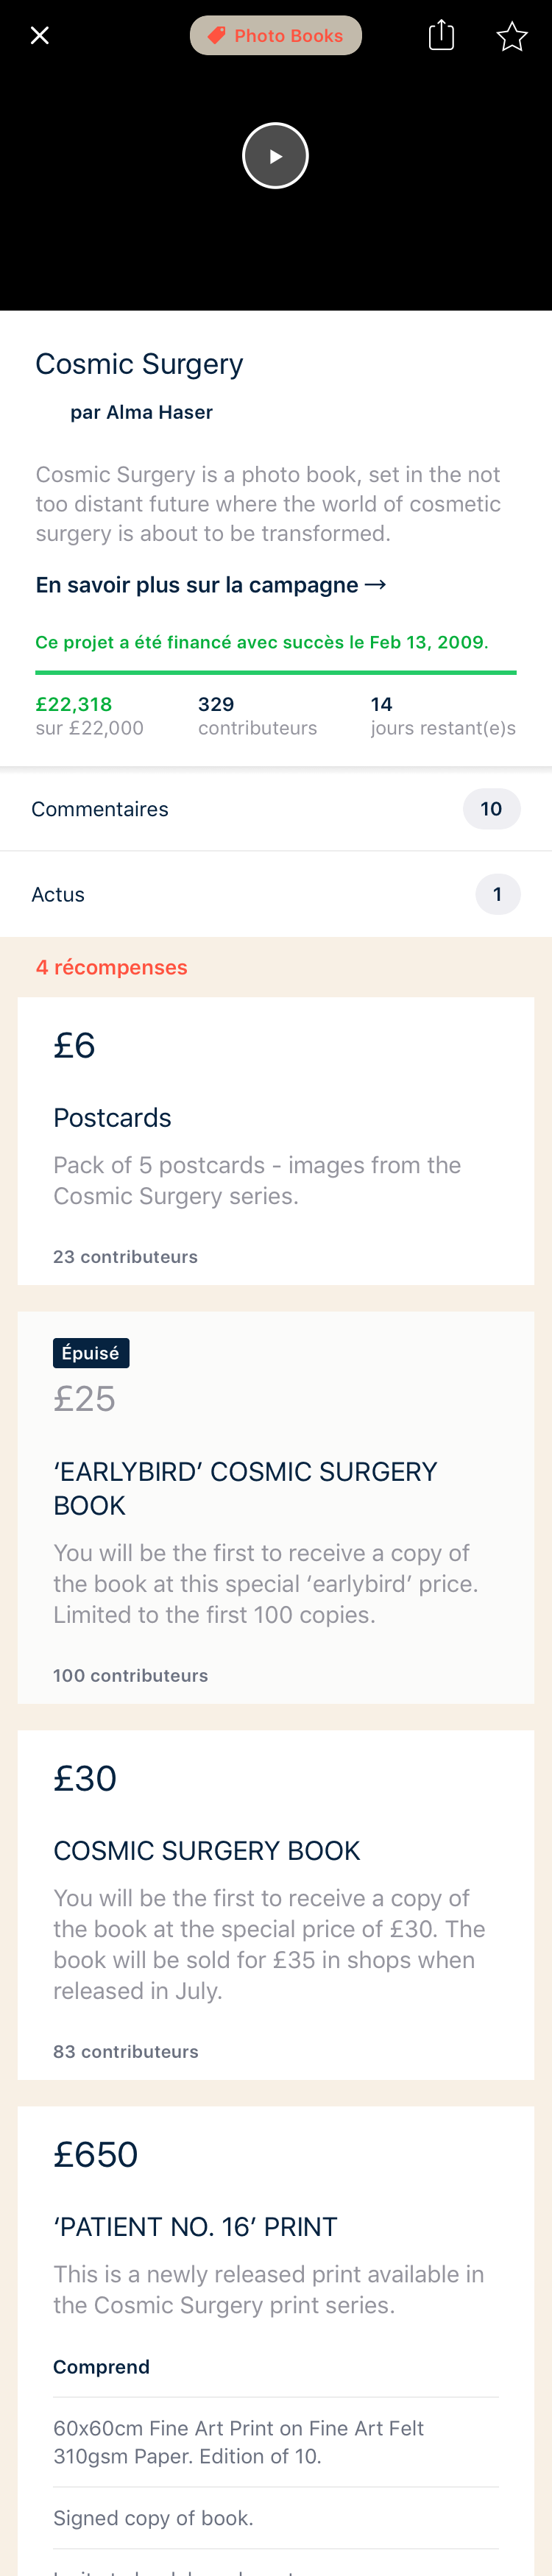 Photo Books
Cosmic Surgery
par Alma Haser
Cosmic Surgery is a photo book, set in the not
too distant future where the world of cosmetic
surgery is about to be transformed.
En savoir plus sur la campagne →
Ce projet a été financé avec succès le Feb 13, 2009.
£22,318 329 14
sur £22,000 contributeurs jours restant(e)s
Commentaires 10
Actus 1
4 récompenses
£6
Postcards
Pack of 5 postcards - images from the
Cosmic Surgery series.
23 contributeurs
Épuisé
£25
‘EARLYBIRD’ COSMIC SURGERY
BOOK
You will be the first to receive a copy of
the book at this special ‘earlybird’ price.
Limited to the first 100 copies.
100 contributeurs
£30
COSMIC SURGERY BOOK
You will be the first to receive a copy of
the book at the special price of £30. The
book will be sold for £35 in shops when
released in July.
83 contributeurs
£650
‘PATIENT NO. 16’ PRINT
This is a newly released print available in
the Cosmic Surgery print series.
Comprend
60x60cm Fine Art Print on Fine Art Felt
310gsm Paper. Edition of 10.
Signed copy of book.